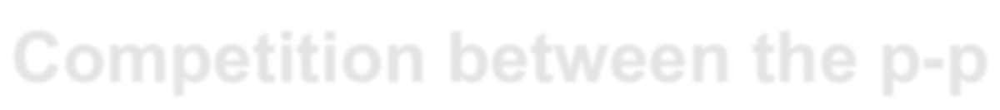 Competition between the p-p